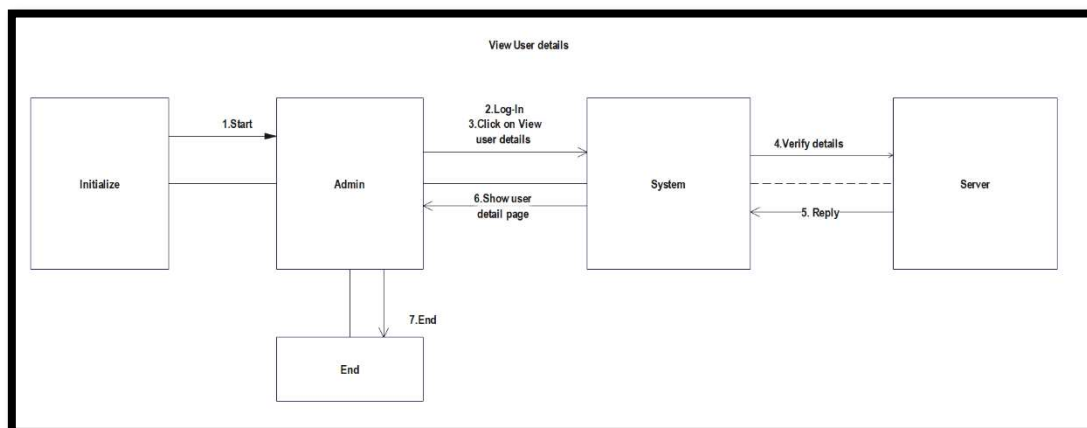 View User details
1.Start
2.Log-In
3.Click on View
user details
4.Verify details
Initialize
Admin
System
Server
6.Show user
detail page
5. Reply
7.End
End